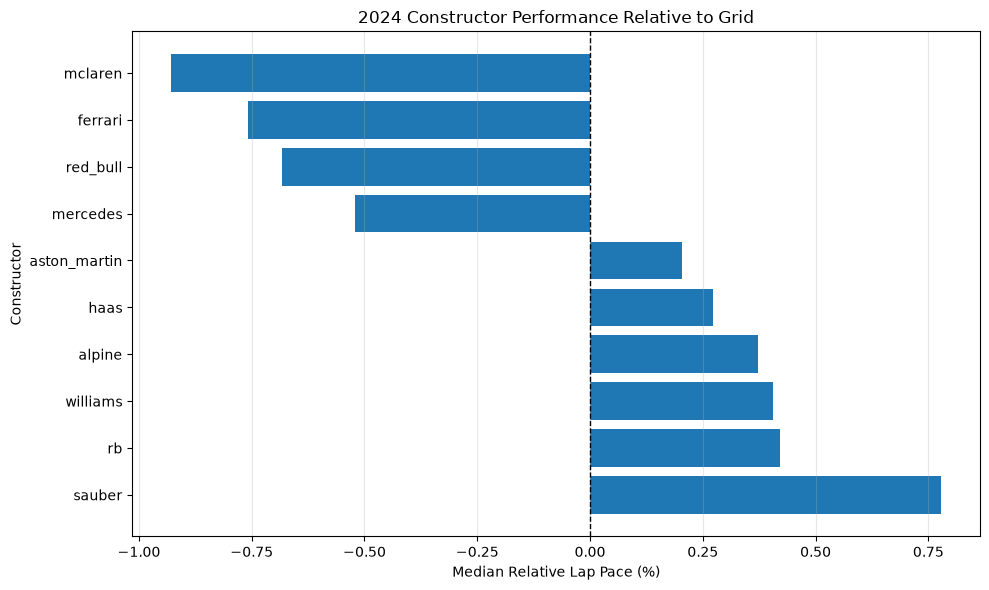 2024 Constructor Performance Relative to Grid
Constructor
mclaren
ferrari
red_bull
mercedes
aston_martin
haas
alpine
williams
rb
sauber
−1.00 −0.75 −0.50 −0.25 0.00 0.25 0.50 0.75
Median Relative Lap Pace (%)